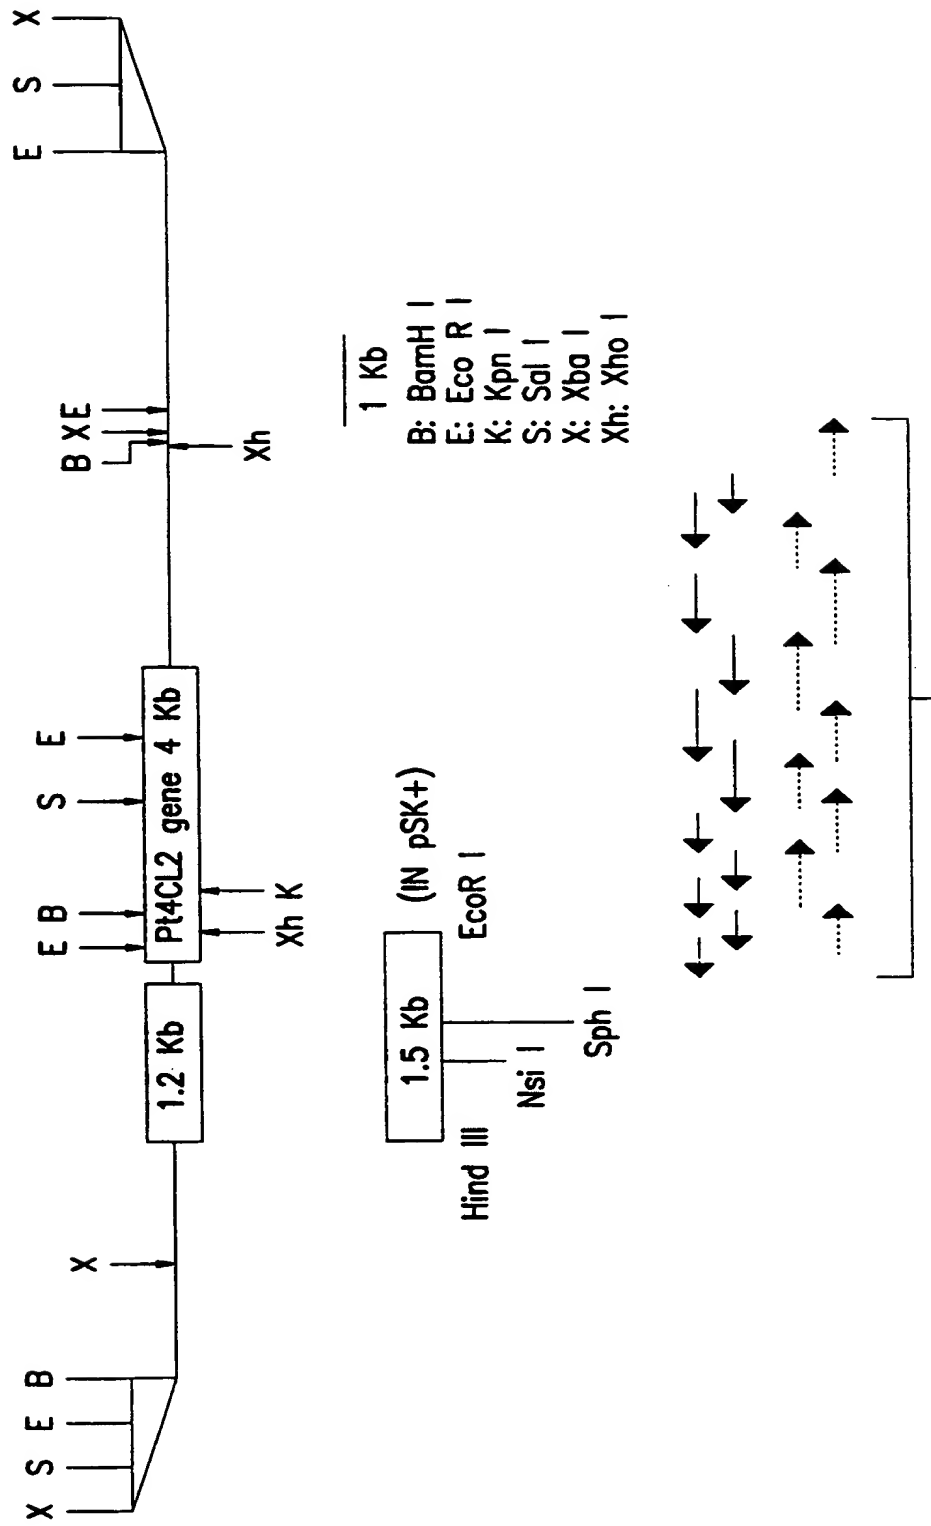 X S E B
X
E B S E
B X E
E S X
1.2 Kb
Pt4CL2 gene 4 Kb
Xh K
Xh
1.5 Kb
(IN pSK+)
Hind III
EcoR I
Nsi I
Sph I
1 Kb
B: BamH I
E: Eco R I
K: Kpn I
S: Sal I
X: Xba I
Xh: Xho I